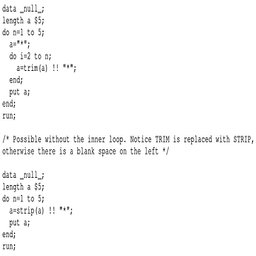 data _null_;
length a $5;
do n=1 to 5;
  a="*";
  do i=2 to n;
    a=trim(a) !! "*";
  end;
  put a;
end;
run;

/* Possible without the inner loop. Notice TRIM is replaced with STRIP,
otherwise there is a blank space on the left */

data _null_;
length a $5;
do n=1 to 5;
  a=strip(a) !! "*";
  put a;
end;
run;